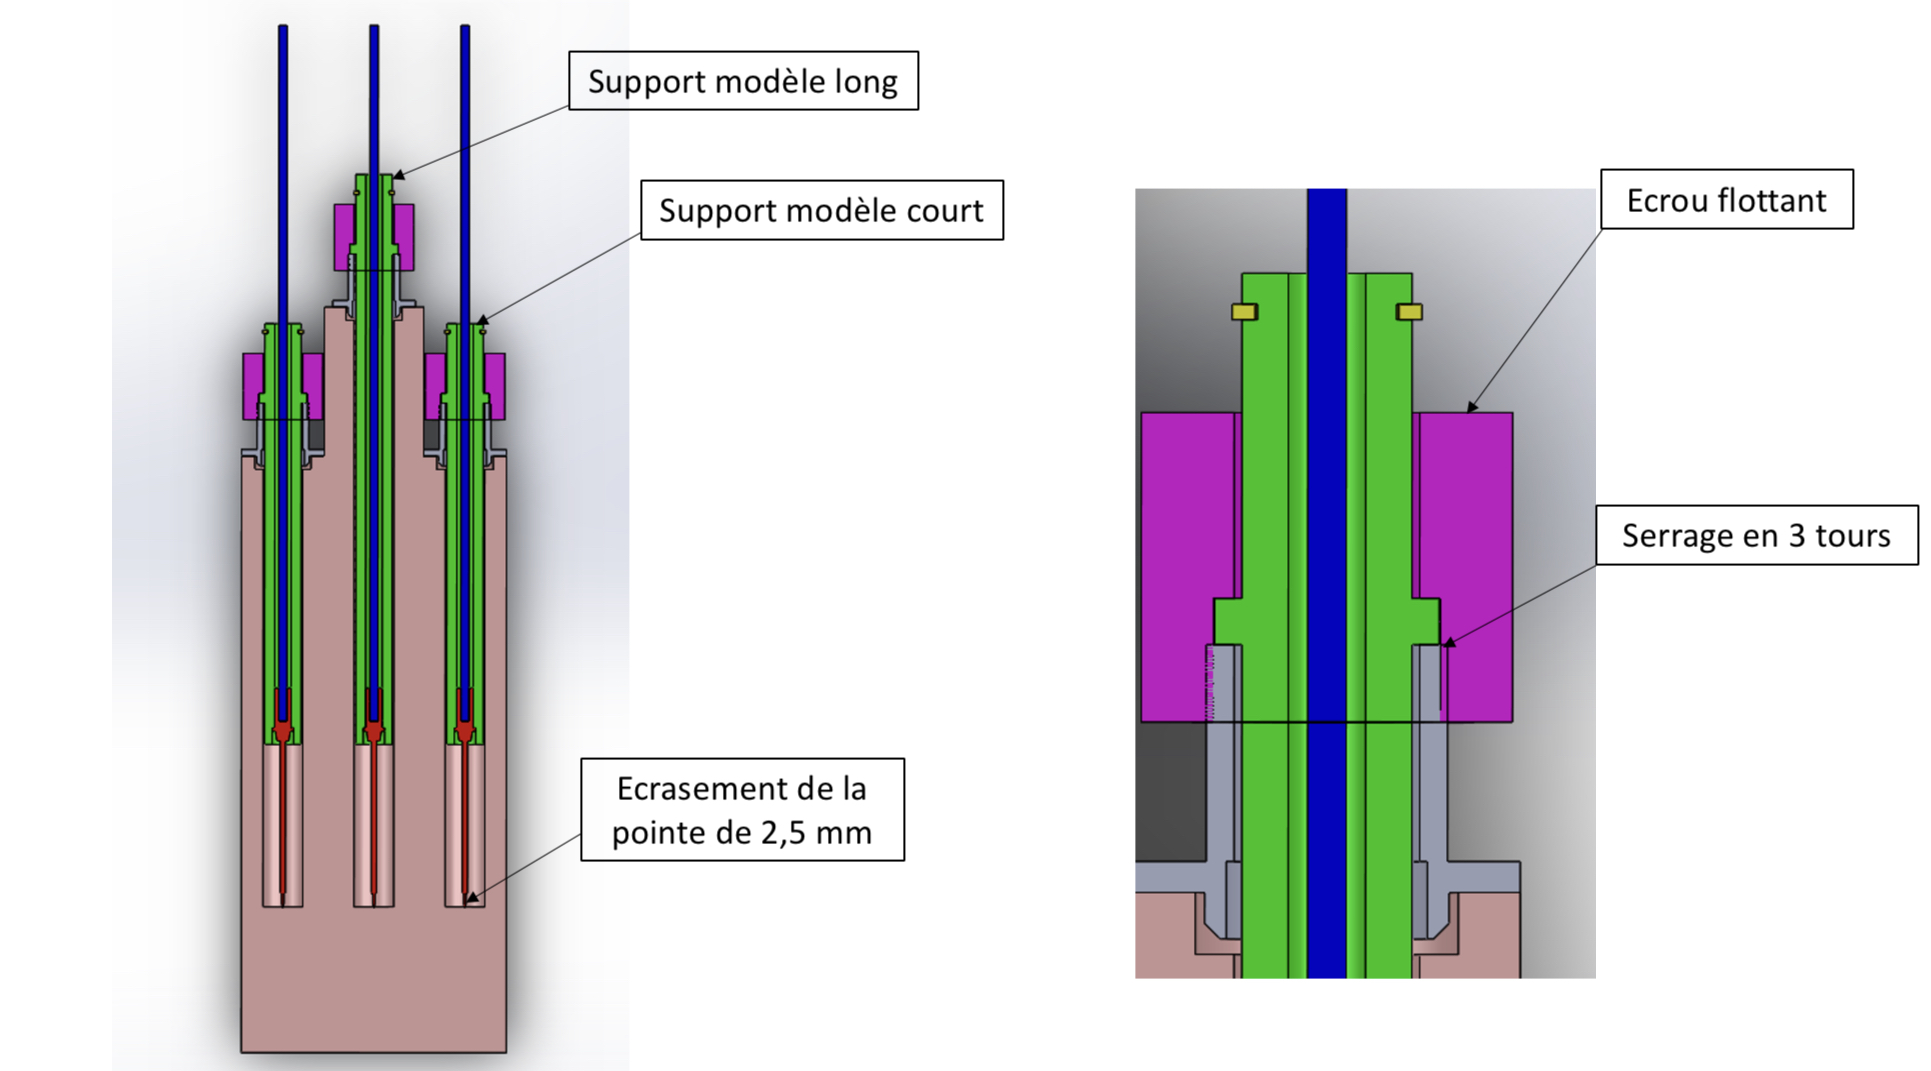 Support modèle long
Support modèle court
Ecrou flottant
Serrage en 3 tours
Ecrasement de la
pointe de 2,5 mm